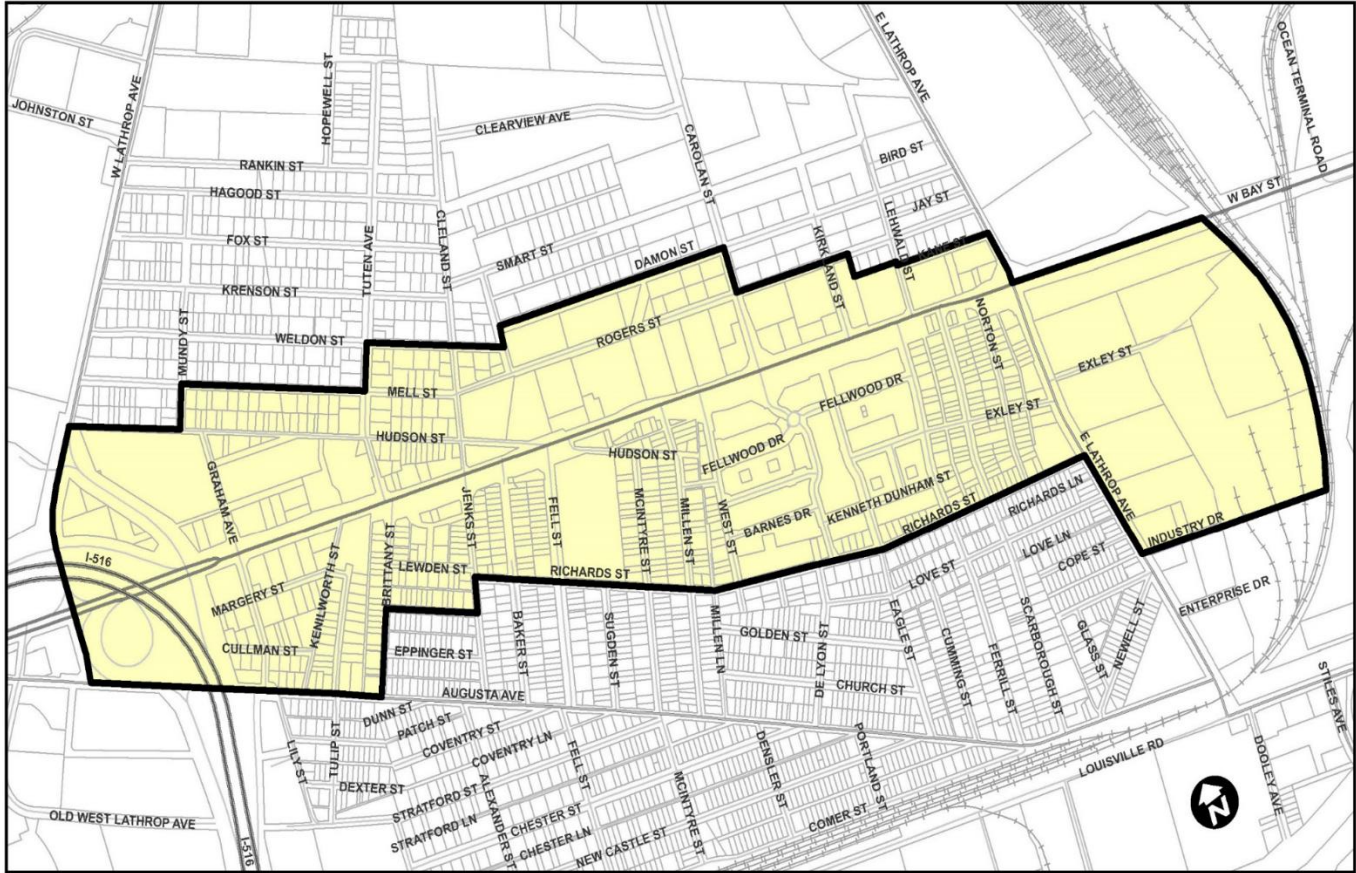 E LATHROP AVE
OCEAN TERMINAL ROAD
W LATHROP AVE
HOPEWELL ST
JOHNSTON ST
CLEARVIEW AVE
CAROLAN ST
BIRD ST
RANKIN ST
HAGOOD ST
JAY ST
W BAY ST
LEHWALD ST
CLELAND ST
TUTEN AVE
FOX ST
SMART ST
DAMON ST
KIRKLAND ST
KANE ST
KRENSON ST
MUNDY ST
WELDON ST
ROGERS ST
NORTON ST
EXLEY ST
MELL ST
FELLWOOD DR
EXLEY ST
HUDSON ST
HUDSON ST
FELLWOOD DR
E LATHROP AVE
GRAHAM AVE
JENKS ST
FELL ST
MCINTYRE ST
MILLEN ST
WEST ST
KENNETH DUNHAM ST
BARNES DR
RICHARDS ST
RICHARDS LN
INDUSTRY DR
BRITTANY ST
KENILWORTH ST
I-516
LEWDEN ST
RICHARDS ST
LOVE ST
LOVE LN
COPE ST
MARGERY ST
ENTERPRISE DR
CULLMAN ST
EPPINGER ST
BAKER ST
SUGDEN ST
MILLEN LN
GOLDEN ST
DE LYON ST
EAGLE ST
CUMMING ST
FERRILL ST
SCARBOROUGH ST
GLASS ST
NEWELL ST
CHURCH ST
AUGUSTA AVE
STILES AVE
DUNN ST
PATCH ST
COVENTRY ST
COVENTRY LN
LILY ST
TULIP ST
DEXTER ST
FELL ST
DENSLER ST
PORTLAND ST
LOUISVILLE RD
DOOLEY AVE
STRATFORD ST
ALEXANDER ST
MCINTYRE ST
OLD WEST LATHROP AVE
STRATFORD LN
CHESTER ST
CHESTER LN
NEW CASTLE ST
COMER ST
I-516
N